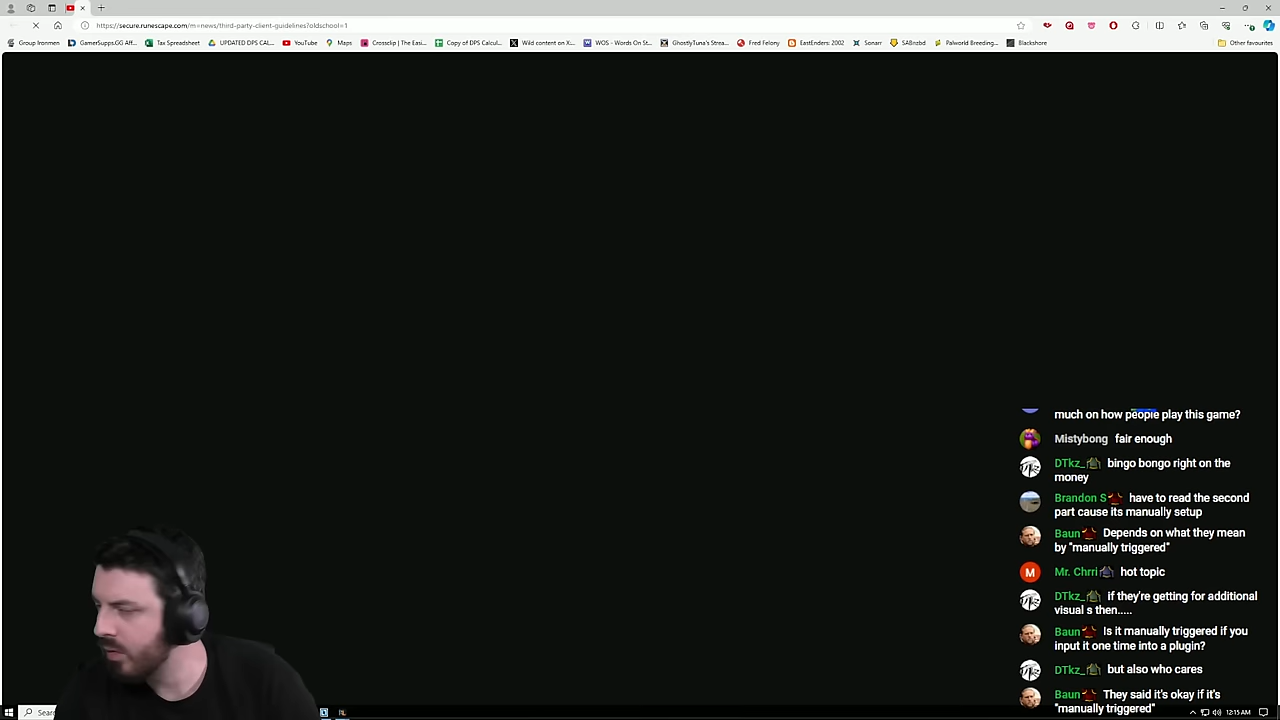 https://secure.runescape.com/m=news/third-party-client-guidelines?oldschool=1
Group Ironmen
GamerSupps.GG Aff...
Tax Spreadsheet
UPDATED DPS CAL...
YouTube
Maps
Crossclip | The Easi...
Copy of DPS Calcul...
Wild content on X...
WOS - Words On St...
GhostlyTuna's Strea...
Fred Felony
EastEnders: 2002
Sonarr
SABnzbd
Palworld Breeding...
Blackshore
Other favourites
much on how people play this game?
Mistybong fair enough
DTkz_ bingo bongo right on the
money
Brandon S have to read the second
part cause its manually setup
Baun Depends on what they mean
by "manually triggered"
M Mr. Chrri hot topic
DTkz_ if they're getting for additional
visual s then.....
Baun Is it manually triggered if you
input it one time into a plugin?
DTkz_ but also who cares
Baun They said it's okay if it's
"manually triggered"
Sear
12:15 AM